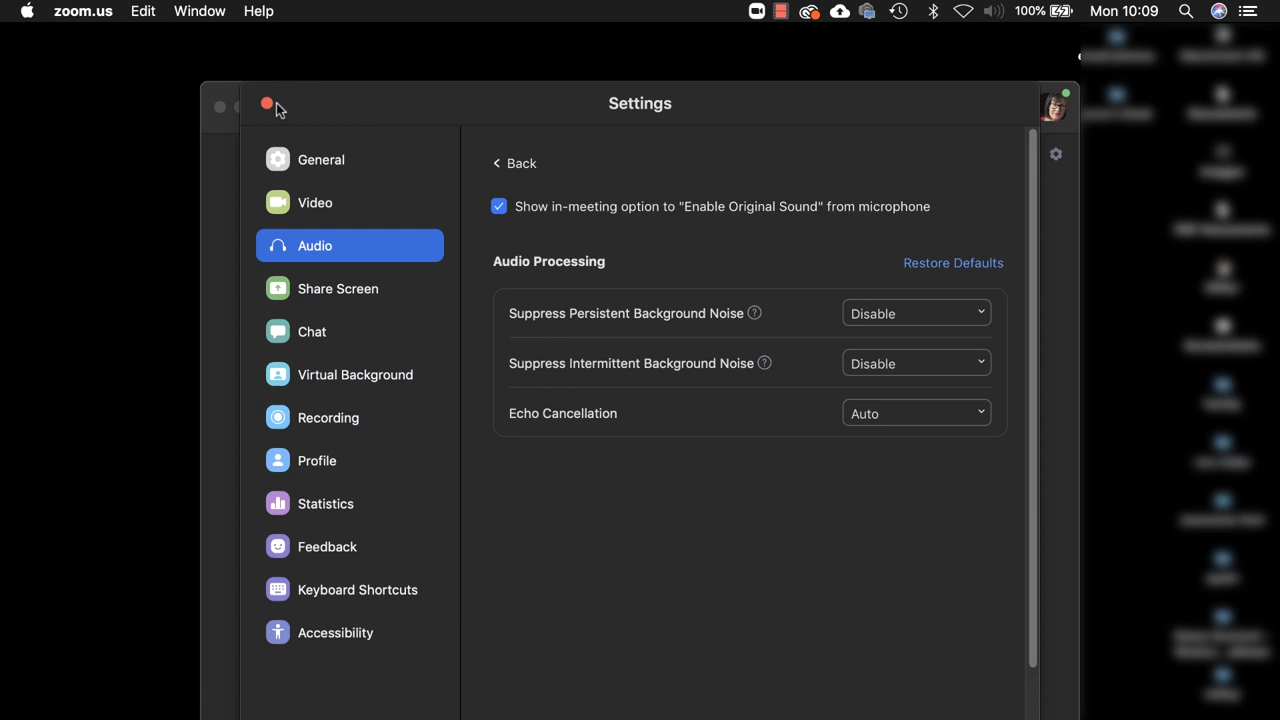 zoom.us Edit Window Help 100% Mon 10:09
Settings
General
Video
Audio
Share Screen
Chat
Virtual Background
Recording
Profile
Statistics
Feedback
Keyboard Shortcuts
Accessibility
Back
Show in-meeting option to "Enable Original Sound" from microphone
Audio Processing Restore Defaults
Suppress Persistent Background Noise ? Disable
Suppress Intermittent Background Noise ? Disable
Echo Cancellation Auto